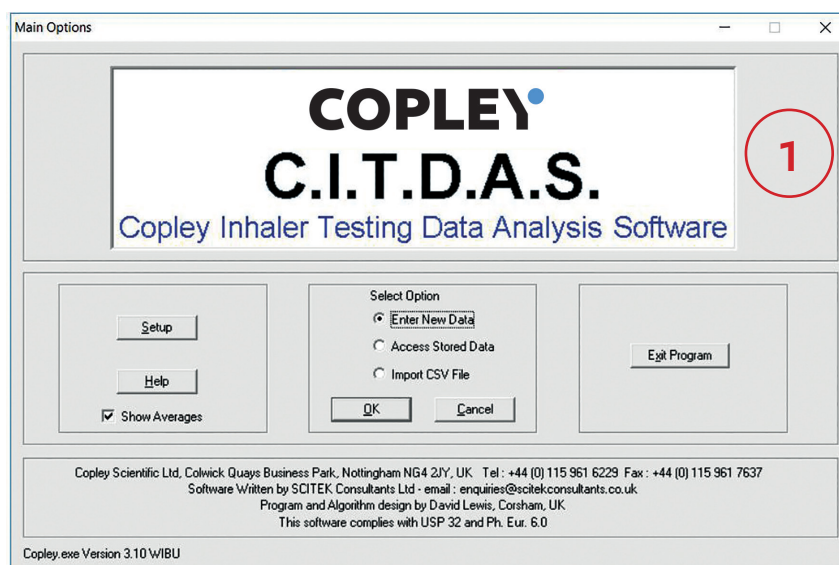 Main Options
COPLEY
C.I.T.D.A.S.
Copley Inhaler Testing Data Analysis Software
1
Setup
Help
Show Averages
Select Option
Enter New Data
Access Stored Data
Import CSV File
OK
Cancel
Exit Program
Copley Scientific Ltd, Colwick Quays Business Park, Nottingham NG4 2JY, UK Tel : +44 (0) 115 961 6229 Fax : +44 (0) 115 961 7637
Software Written by SCITEK Consultants Ltd - email : enquiries@scitekconsultants.co.uk
Program and Algorithm design by David Lewis, Corsham, UK
This software complies with USP 32 and Ph. Eur. 6.0
Copley.exe Version 3.10 WIBU